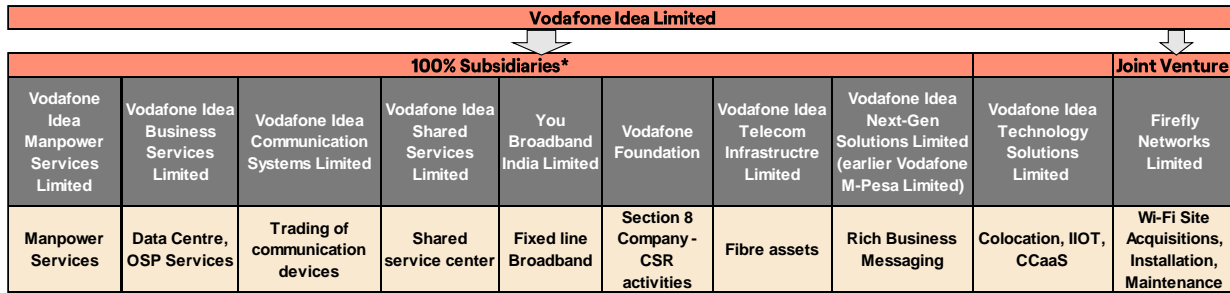 Vodafone Idea Limited
100% Subsidiaries*
Joint Venture
Vodafone
Idea
Manpower
Services
Limited
Vodafone Idea
Business
Services
Limited
Vodafone Idea
Communication
Systems Limited
Vodafone Idea
Shared
Services
Limited
You
Broadband
India Limited
Vodafone
Foundation
Vodafone Idea
Telecom
Infrastructre
Limited
Vodafone Idea
Next-Gen
Solutions Limited
(earlier Vodafone
M-Pesa Limited)
Vodafone Idea
Technology
Solutions
Limited
Firefly
Networks
Limited
Manpower
Services
Data Centre,
OSP Services
Trading of
communication
devices
Shared
service center
Fixed line
Broadband
Section 8
Company -
CSR
activities
Fibre assets
Rich Business
Messaging
Colocation, IIOT,
CCaaS
Wi-Fi Site
Acquisitions,
Installation,
Maintenance